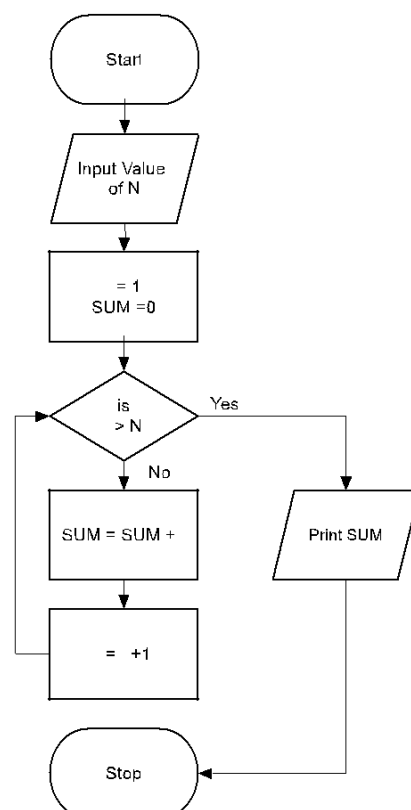 Start
Input Value
of N
= 1
SUM =0
is
> N
Yes
No
SUM = SUM +
Print SUM
= +1
Stop